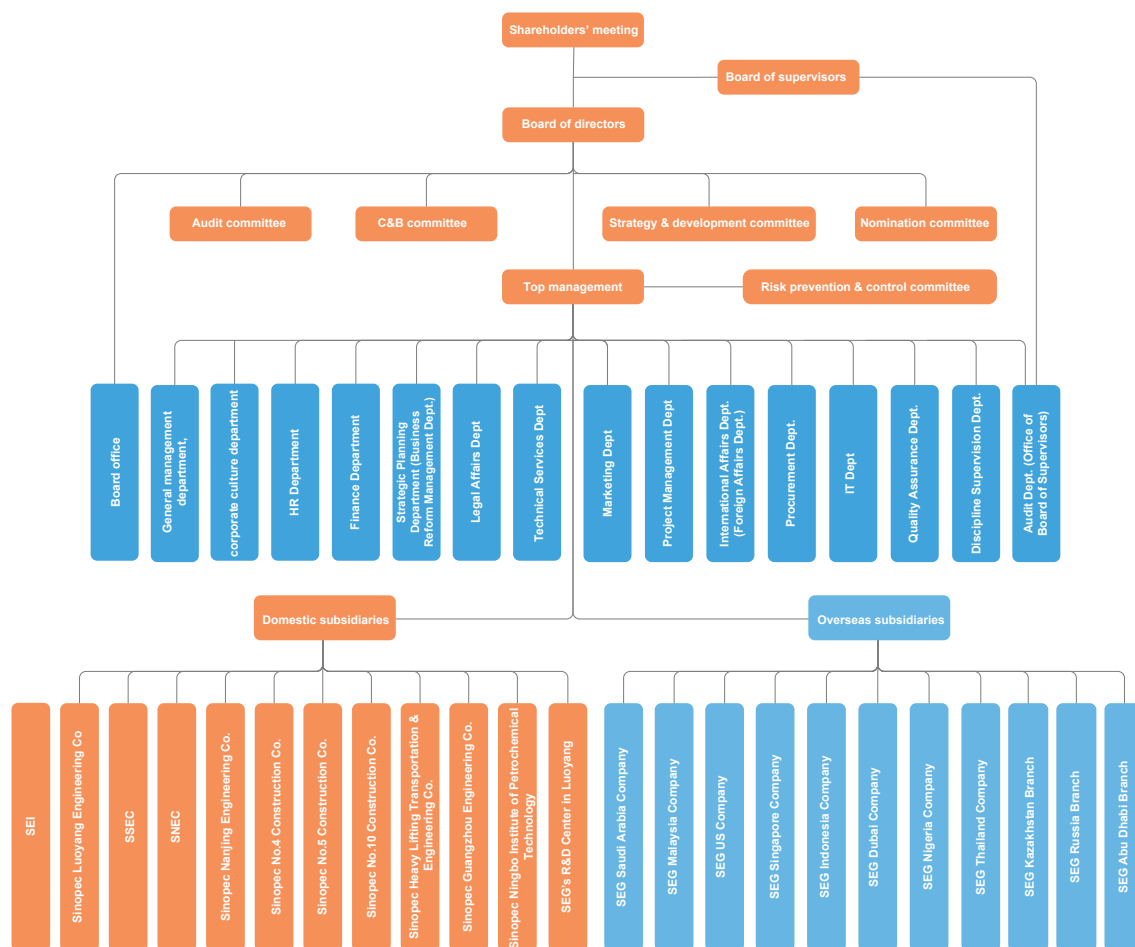 Shareholders' meeting
Board of supervisors
Board of directors
Audit committee
C&B committee
Strategy & development committee
Nomination committee
Top management
Risk prevention & control committee
Board office
General management
department,
corporate culture department
HR Department
Finance Department
Strategic Planning
Department (Business
Reform Management Dept.)
Legal Affairs Dept
Technical Services Dept
Marketing Dept
Project Management Dept
International Affairs Dept.
(Foreign Affairs Dept.)
Procurement Dept.
IT Dept
Quality Assurance Dept.
Discipline Supervision Dept.
Audit Dept. (Office of
Board of Supervisors)
Domestic subsidiaries
Overseas subsidiaries
SEI
Sinopec Luoyang Engineering Co
SSEC
SNEC
Sinopec Nanjing Engineering Co.
Sinopec No.4 Construction Co.
Sinopec No.5 Construction Co.
Sinopec No.10 Construction Co.
Sinopec Heavy Lifting Transportation &
Engineering Co.
Sinopec Guangzhou Engineering Co.
Sinopec Ningbo Institute of Petrochemical
Technology
SEG's R&D Center in Luoyang
SEG Saudi Arabia Company
SEG Malaysia Company
SEG US Company
SEG Singapore Company
SEG Indonesia Company
SEG Dubai Company
SEG Nigeria Company
SEG Thailand Company
SEG Kazakhstan Branch
SEG Russia Branch
SEG Abu Dhabi Branch